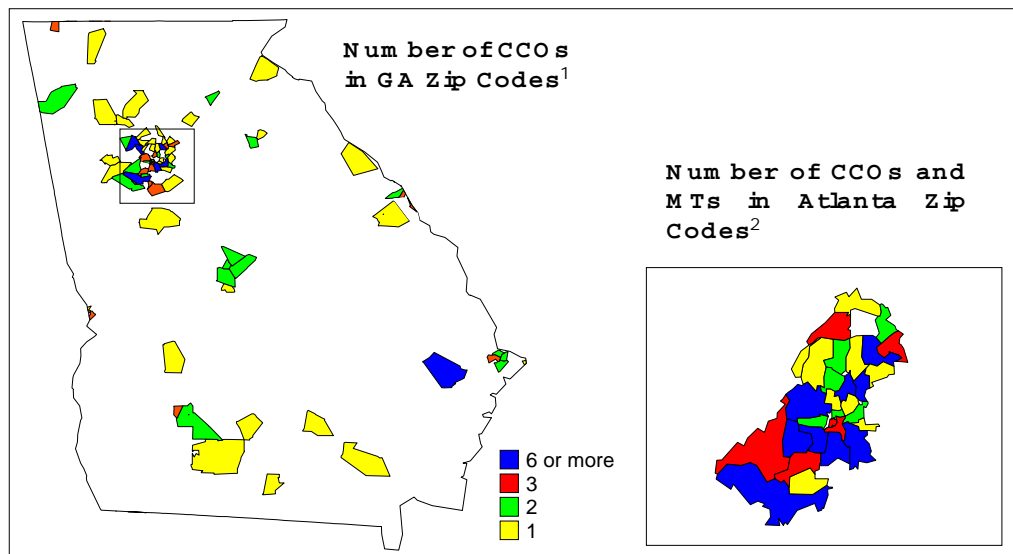 Number of CCOs
in GA Zip Codes1
Number of CCOs and
MTs in Atlanta Zip
Codes2
6 or more
3
2
1